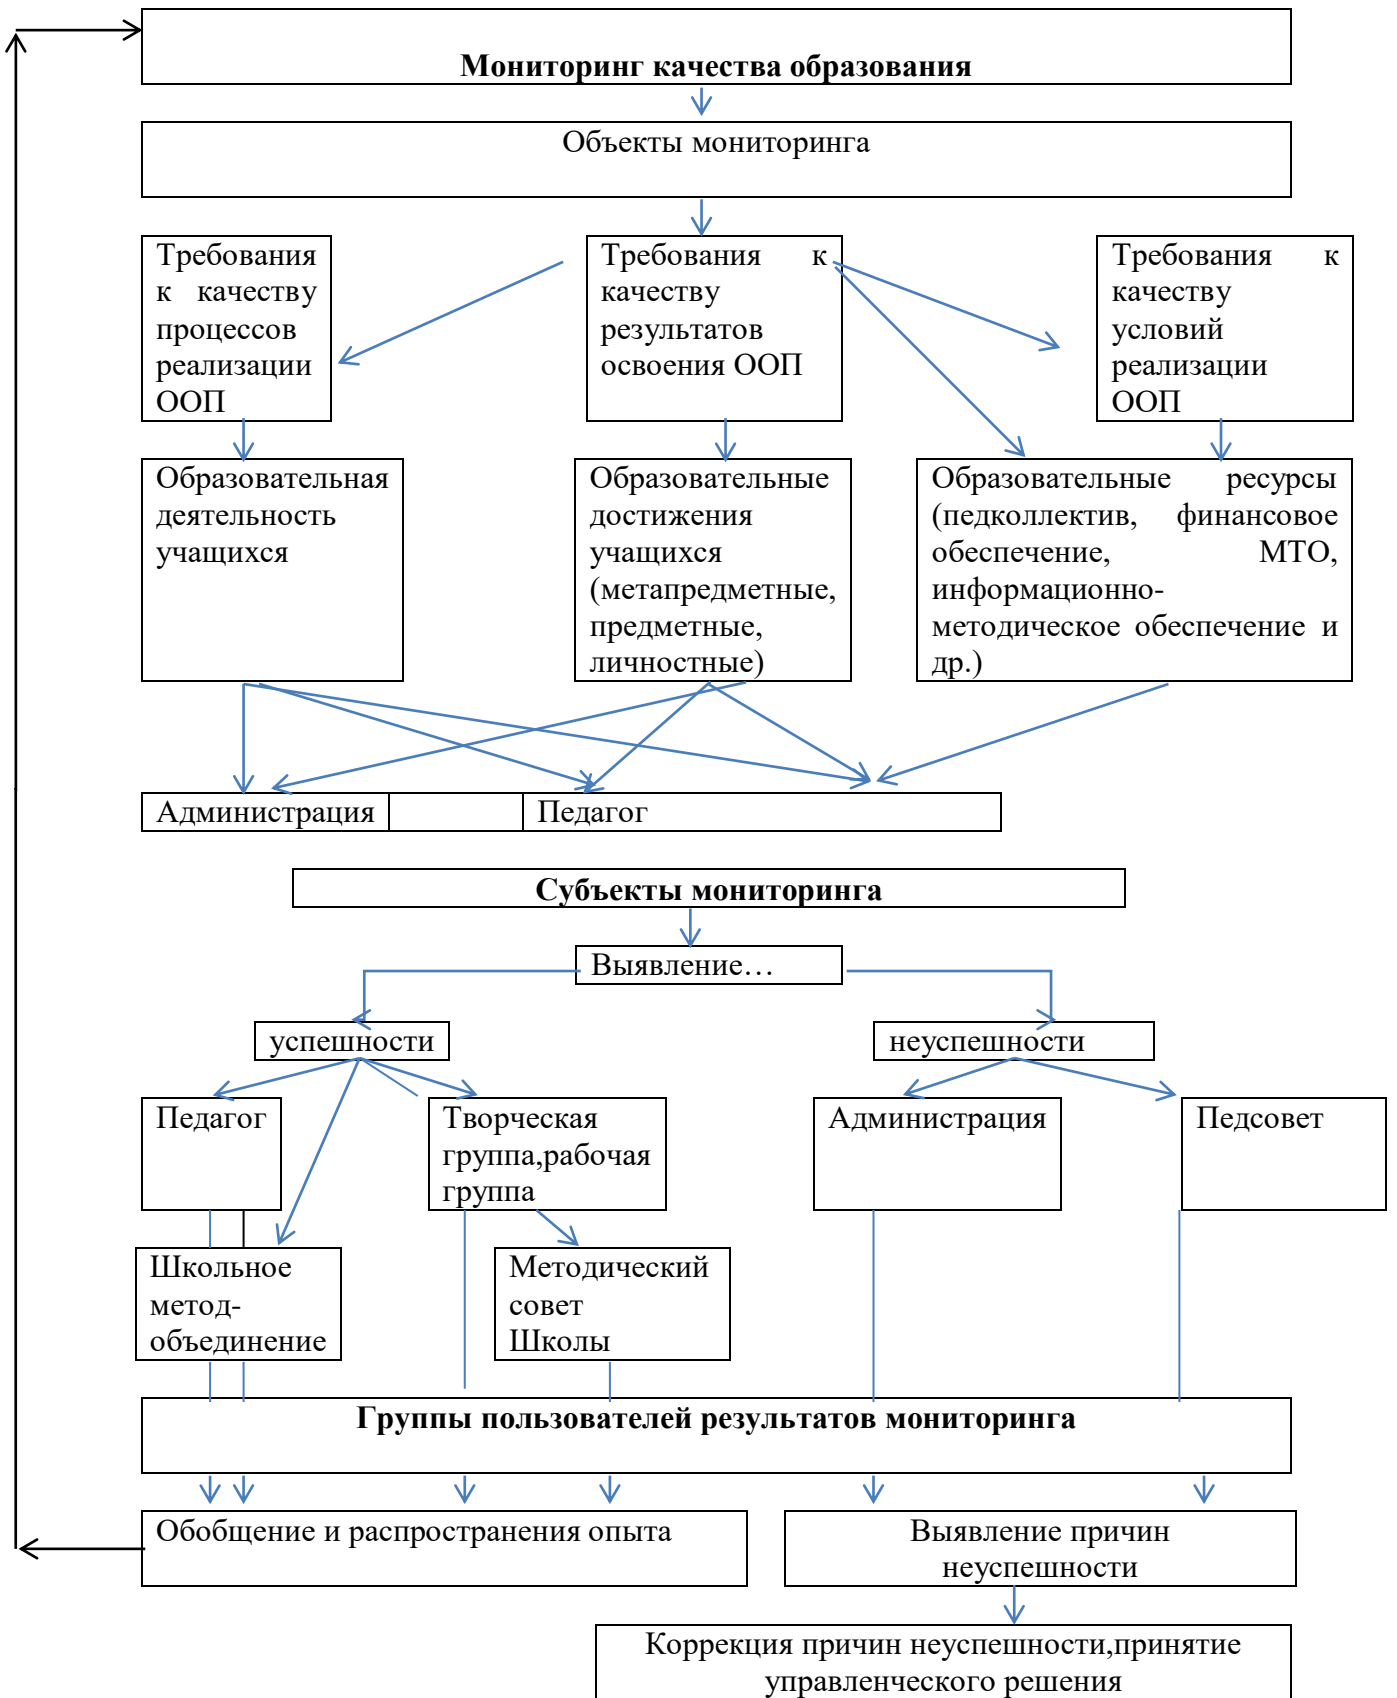 Мониторинг качества образования
Объекты мониторинга
Требования
к качеству
процессов
реализации
ООП
Требования к
качеству
результатов
освоения ООП
Требования к
качеству
условий
реализации
ООП
Образовательная
деятельность
учащихся
Образовательные
достижения
учащихся
(метапредметные,
предметные,
личностные)
Образовательные ресурсы
(педколлектив, финансовое
обеспечение, МТО,
информационно-
методическое обеспечение и
др.)
Администрация
Педагог
Субъекты мониторинга
Выявление…
успешности
неуспешности
Педагог
Творческая
группа,рабочая
группа
Администрация
Педсовет
Школьное
метод-
объединение
Методический
совет
Школы
Группы пользователей результатов мониторинга
Обобщение и распространения опыта
Выявление причин
неуспешности
Коррекция причин неуспешности,принятие
управленческого решения